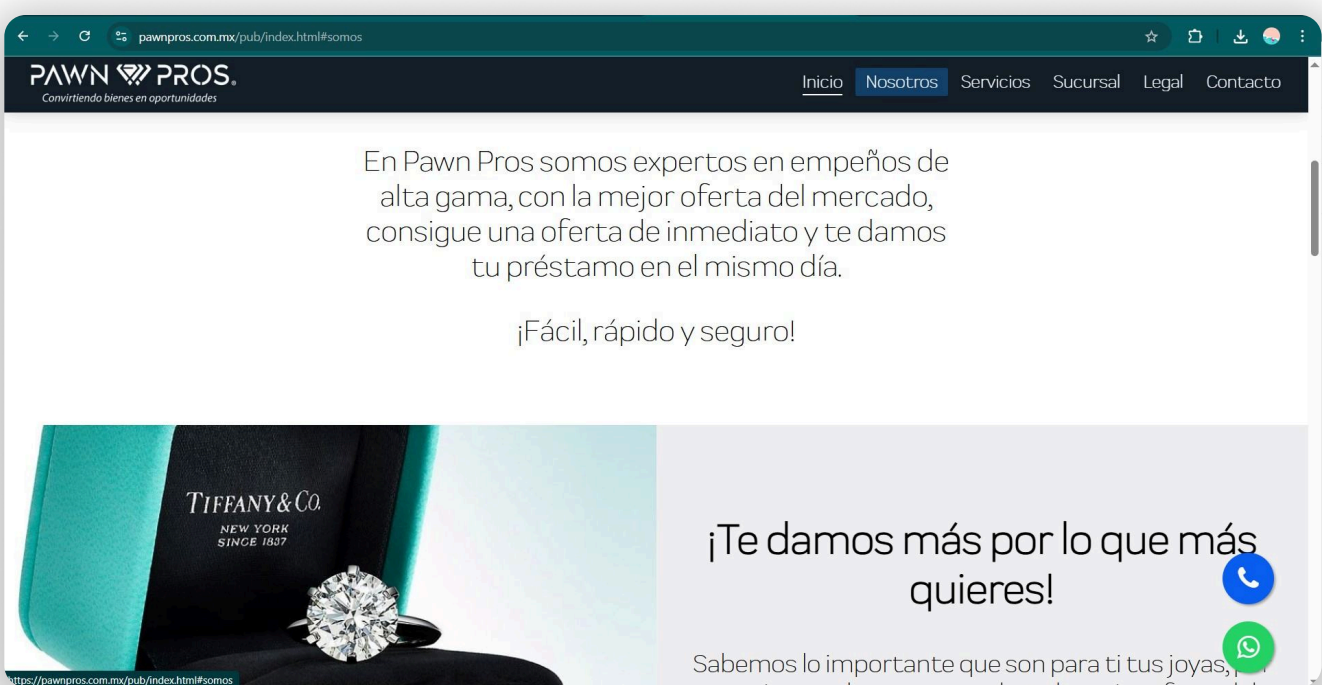 pawnpros.com.mx/pub/index.html#somos
PAWN PROS®
Convirtiendo bienes en oportunidades
Inicio Nosotros Servicios Sucursal Legal Contacto
En Pawn Pros somos expertos en empeños de
alta gama, con la mejor oferta del mercado,
consigue una oferta de inmediato y te damos
tu préstamo en el mismo día.
¡Fácil, rápido y seguro!
TIFFANY & CO.
NEW YORK
SINCE 1837
¡Te damos más por lo que más
quieres!
Sabemos lo importante que son para ti tus joyas,
https://pawnpros.com.mx/pub/index.html#somos